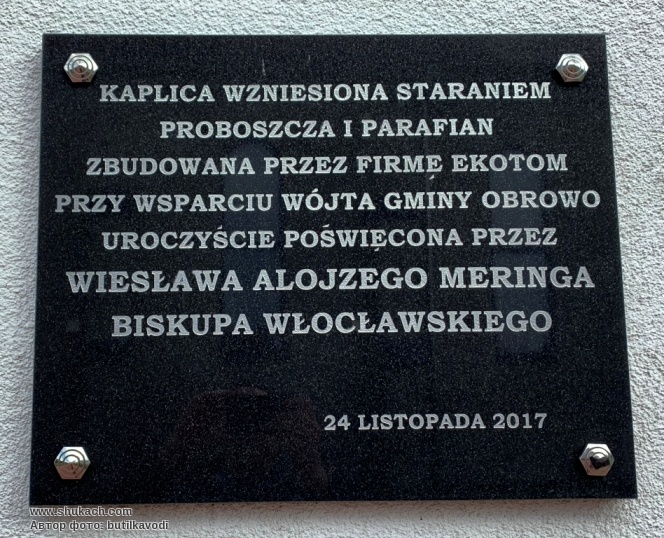 KAPLICA WZNIESIONA STARANIEM
PROBOSZCZA I PARAFIAN
ZBUDOWANA PRZEZ FIRMĘ EKOTOM
PRZY WSPARCIU WÓJTA GMINY OBROWO
UROCZYŚCIE POŚWIĘCONA PRZEZ
WIESŁAWA ALOJZEGO MERINGA
BISKUPA WŁOCŁAWSKIEGO
24 LISTOPADA 2017
www.shukach.com
Автор фото: butilkavodi